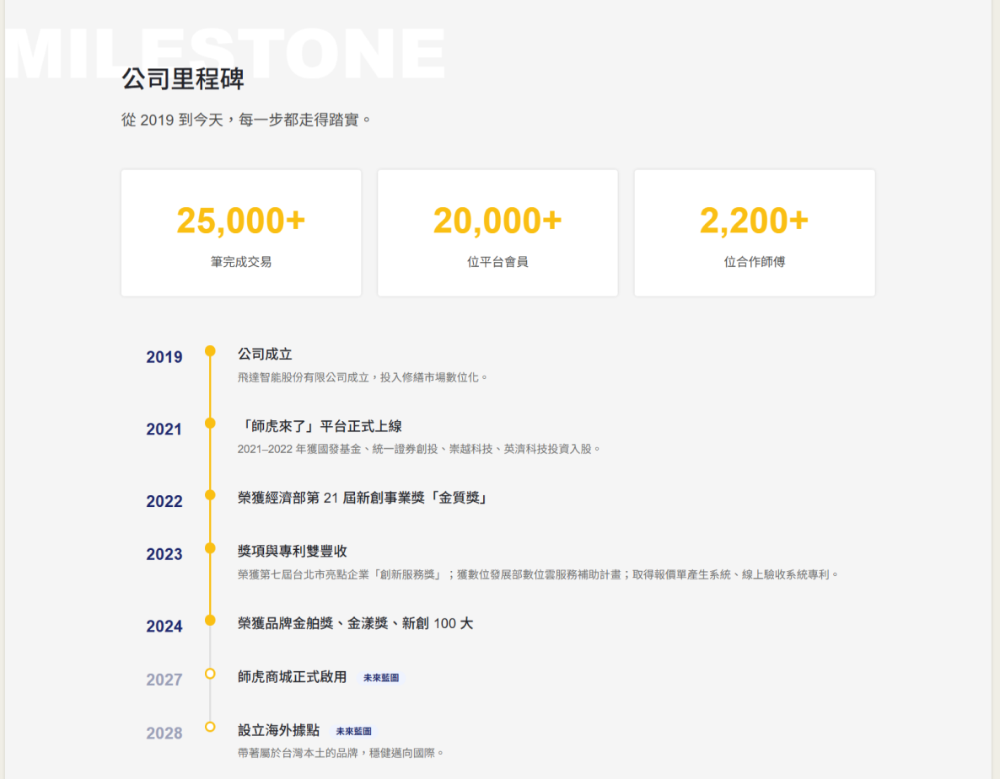 MILESTONE
公司里程碑
從 2019 到今天，每一步都走得踏實。
25,000+
筆完成交易
20,000+
位平台會員
2,200+
位合作師傅
2019
公司成立
飛達智能股份有限公司成立，投入修繕市場數位化。
2021
「師虎來了」平台正式上線
2021–2022 年獲國發基金、統一證券創投、崇越科技、英濟科技投資入股。
2022
榮獲經濟部第 21 屆新創事業獎「金質獎」
2023
獎項與專利雙豐收
榮獲第七屆台北市亮點企業「創新服務獎」；獲數位發展部數位雲服務補助計畫；取得報價單產生系統、線上驗收系統專利。
2024
榮獲品牌金舶獎、金漾獎、新創 100 大
2027
師虎商城正式啟用 未來藍圖
2028
設立海外據點 未來藍圖
帶著屬於台灣本土的品牌，穩健邁向國際。